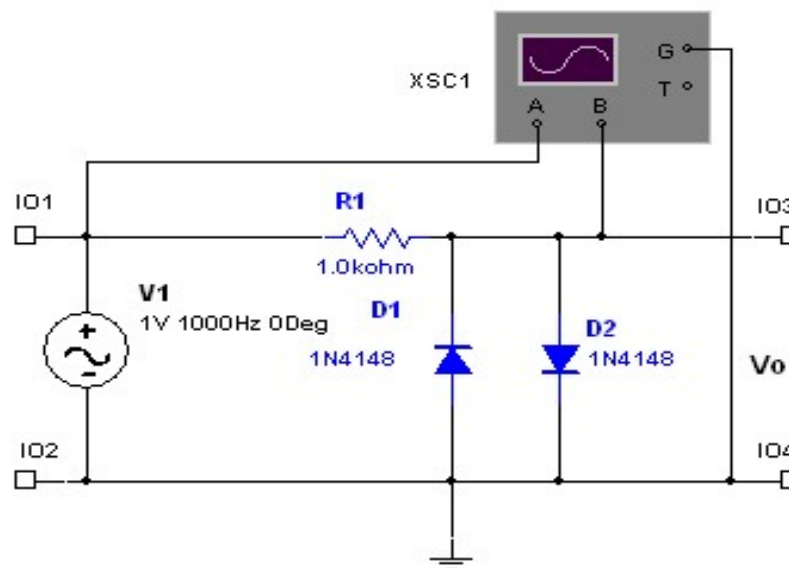 XSC1
G
T
A
B
IO1
R1
IO3
1.0kohm
V1
1V 1000Hz 0Deg
D1
1N4148
D2
1N4148
Vo
IO2
IO4